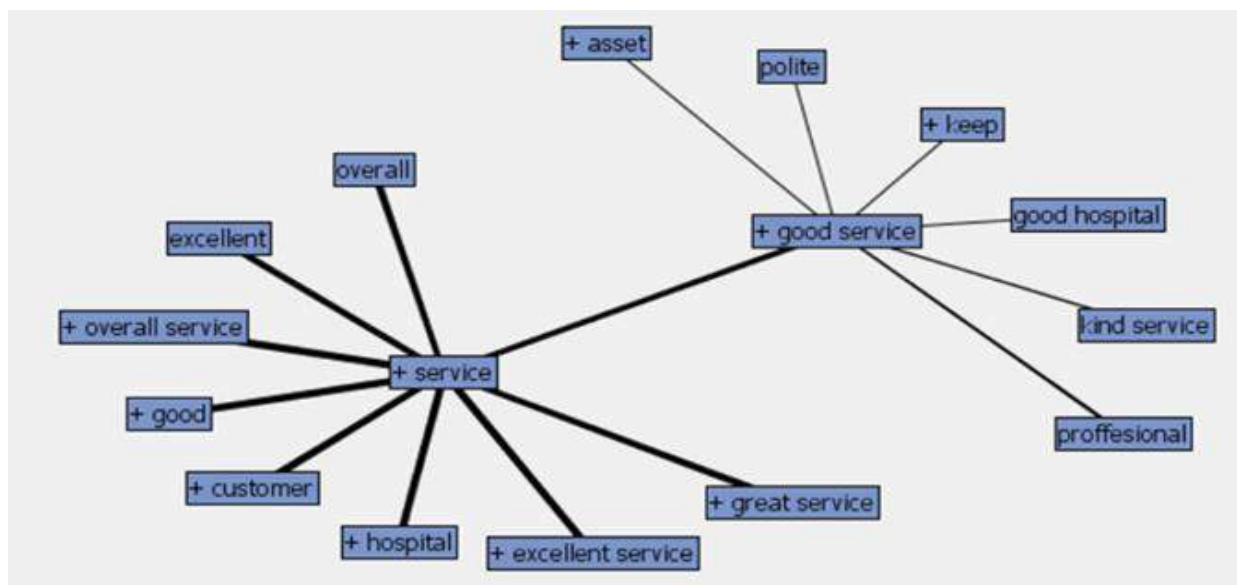 + asset
polite
+ keep
overall
good hospital
+ good service
excellent
+ overall service
kind service
+ service
+ good
proffesional
+ customer
+ great service
+ hospital
+ excellent service